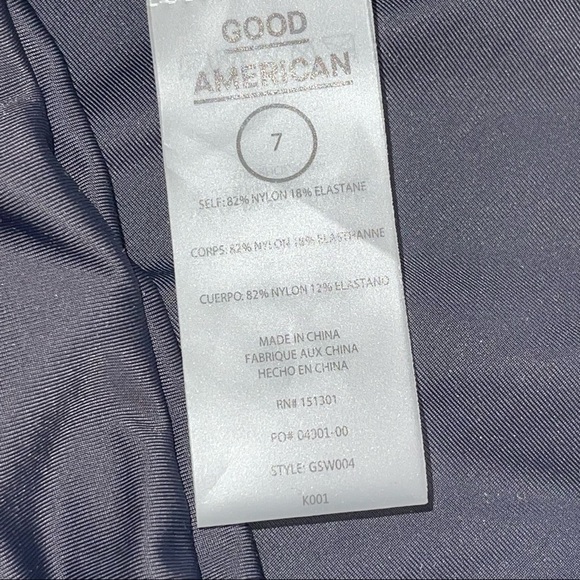 GOOD
AMERICAN
7
SELF: 82% NYLON 18% ELASTANE
CORPS: 82% NYLON 18% ELASTHANNE
CUERPO: 82% NYLON 12% ELASTANO
MADE IN CHINA
FABRIQUE AUX CHINA
HECHO EN CHINA
RN# 151301
PO# 04901-00
STYLE: GSW004
K001